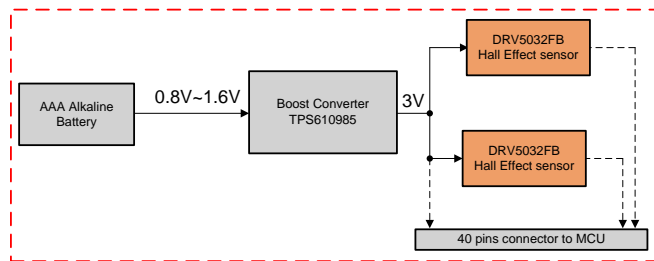 AAA Alkaline
Battery
0.8V~1.6V
Boost Converter
TPS610985
3V
DRV5032FB
Hall Effect sensor
DRV5032FB
Hall Effect sensor
40 pins connector to MCU